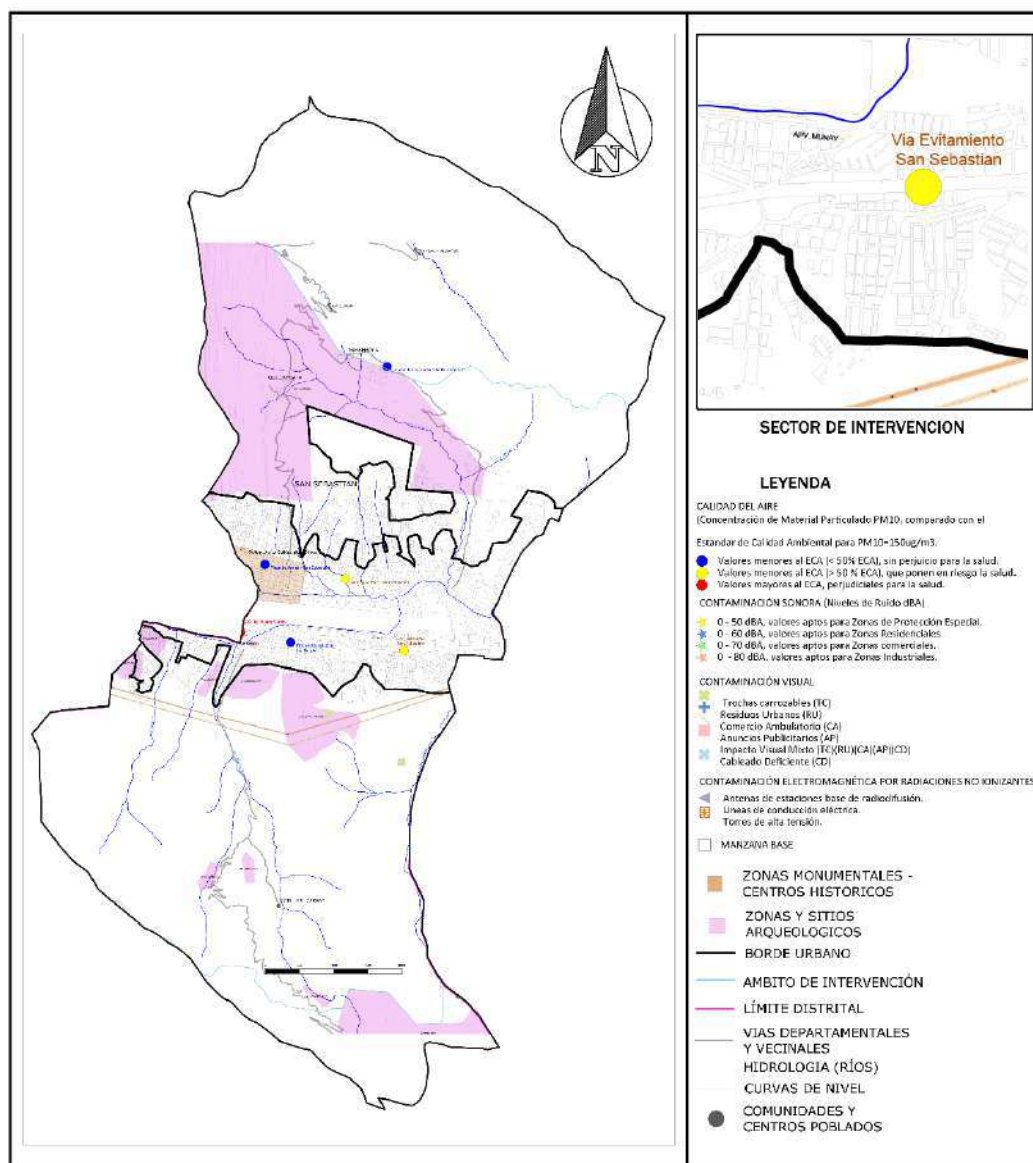 N
SAN SEBASTIAN
APV. MUNAY
Via Evitamiento
San Sebastian
SECTOR DE INTERVENCION
LEYENDA
CALIDAD DEL AIRE
(Concentración de Material Particulado PM10, comparado con el
Estandar de Calidad Ambiental para PM10=150ug/m3.
Valores menores al ECA (< 50% ECA), sin perjuicio para la salud.
Valores menores al ECA (> 50 % ECA), que ponen en riesgo la salud.
Valores mayores al ECA, perjudiciales para la salud.
CONTAMINACIÓN SONORA (Niveles de Ruido dBA)
0 - 50 dBA, valores aptos para Zonas de Protección Especial.
0 - 60 dBA, valores aptos para Zonas Residenciales.
0 - 70 dBA, valores aptos para Zonas comerciales.
0 - 80 dBA, valores aptos para Zonas Industriales.
CONTAMINACIÓN VISUAL
Trochas carrozables (TC)
Residuos Urbanos (RU)
Comercio Ambulatorio (CA)
Anuncios Publicitarios (AP)
Impacto Visual Mixto (TC)(RU)(CA)(AP)(CD)
Cableado Deficiente (CD)
CONTAMINACIÓN ELECTROMAGNÉTICA POR RADIACIONES NO IONIZANTES
Antenas de estaciones base de radiodifusión.
Líneas de conducción eléctrica.
Torres de alta tensión.
MANZANA BASE
ZONAS MONUMENTALES -
CENTROS HISTORICOS
ZONAS Y SITIOS
ARQUEOLOGICOS
BORDE URBANO
AMBITO DE INTERVENCIÓN
LÍMITE DISTRITAL
VIAS DEPARTAMENTALES
Y VECINALES
HIDROLOGIA (RÍOS)
CURVAS DE NIVEL
COMUNIDADES Y
CENTROS POBLADOS